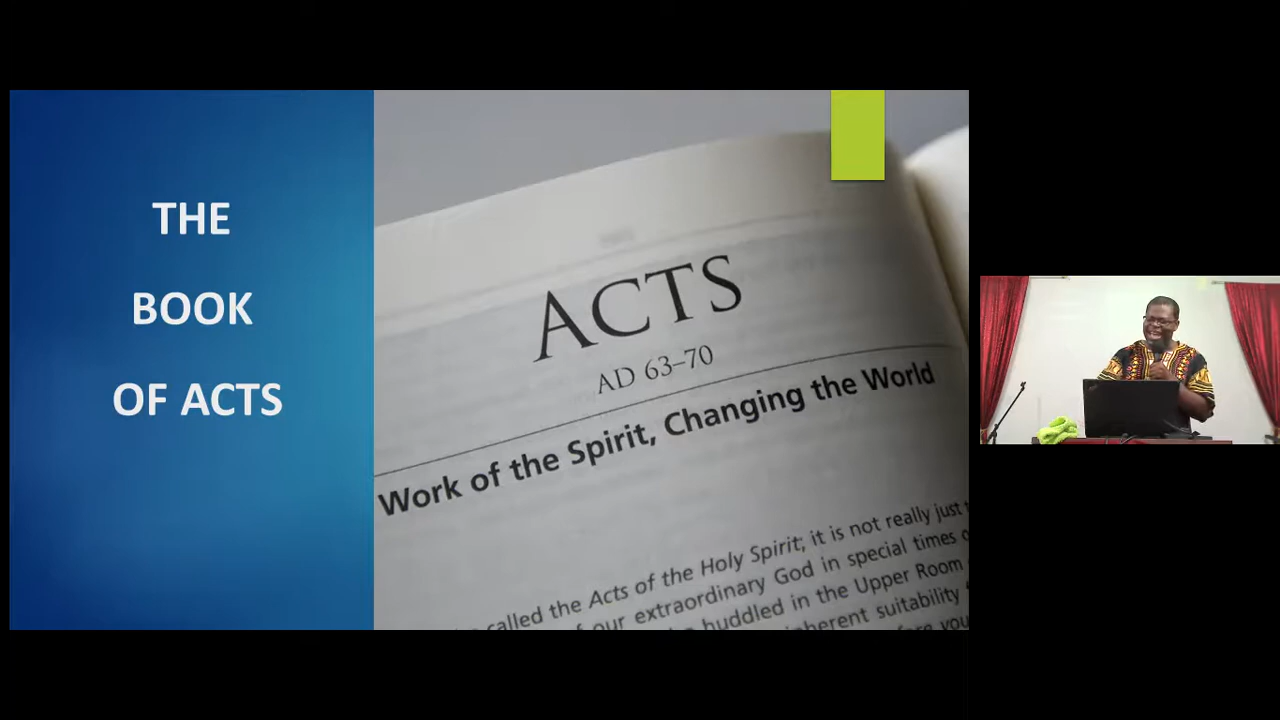 THE
BOOK
OF ACTS
ACTS
AD 63–70
Work of the Spirit, Changing the World
called the Acts of the Holy Spirit; it is not really just
our extraordinary God in special times
huddled in the Upper Room
inherent suitability
you